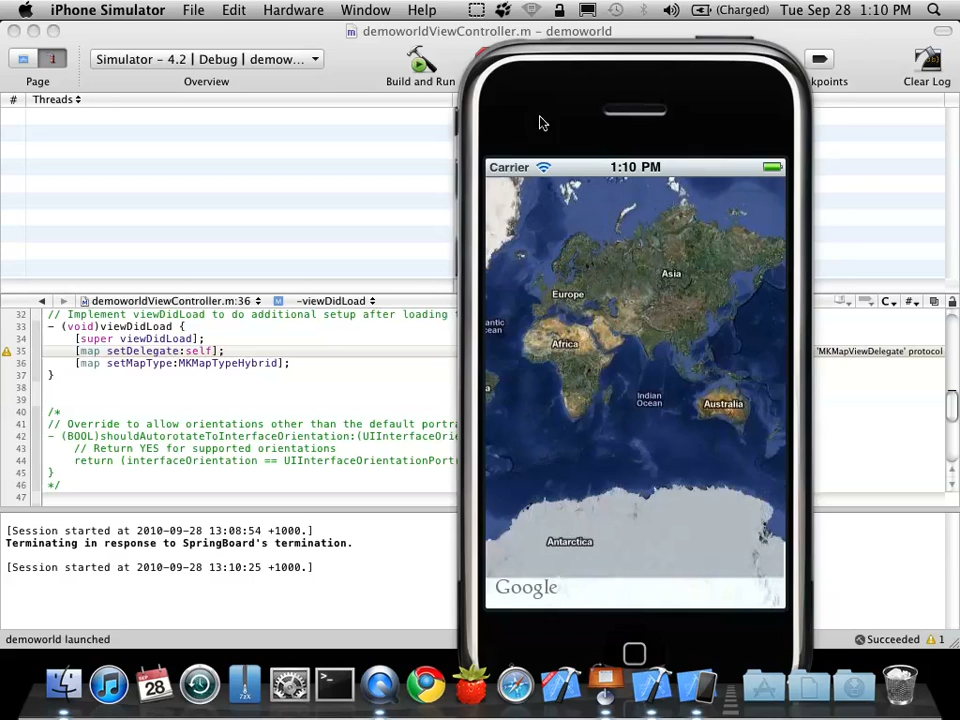 iPhone Simulator File Edit Hardware Window Help (Charged) Tue Sep 28 1:10 PM
demoworldViewController.m - demoworld
1 Simulator - 4.2 | Debug | demow...
Page Overview Build and Run kpoints Clear Log
# Threads
Carrier 1:10 PM
Asia
Europe
Africa
Indian
Ocean
Australia
Antarctica
Google
demoworldViewController.m:36 -viewDidLoad C #
32 // Implement viewDidLoad to do additional setup after loading
33 - (void)viewDidLoad {
34 [super viewDidLoad];
35 [map setDelegate:self]; 'MKMapViewDelegate' protocol
36 [map setMapType:MKMapTypeHybrid];
37 }
38
39
40 /*
41 // Override to allow orientations other than the default portra
42 - (BOOL)shouldAutorotateToInterfaceOrientation:(UIInterfaceOri
43 // Return YES for supported orientations
44 return (interfaceOrientation == UIInterfaceOrientationPort
45 }
46 */
47
[Session started at 2010-09-28 13:08:54 +1000.]
Terminating in response to SpringBoard's termination.
[Session started at 2010-09-28 13:10:25 +1000.]
demoworld launched Succeeded 1
SEP
28
7zX